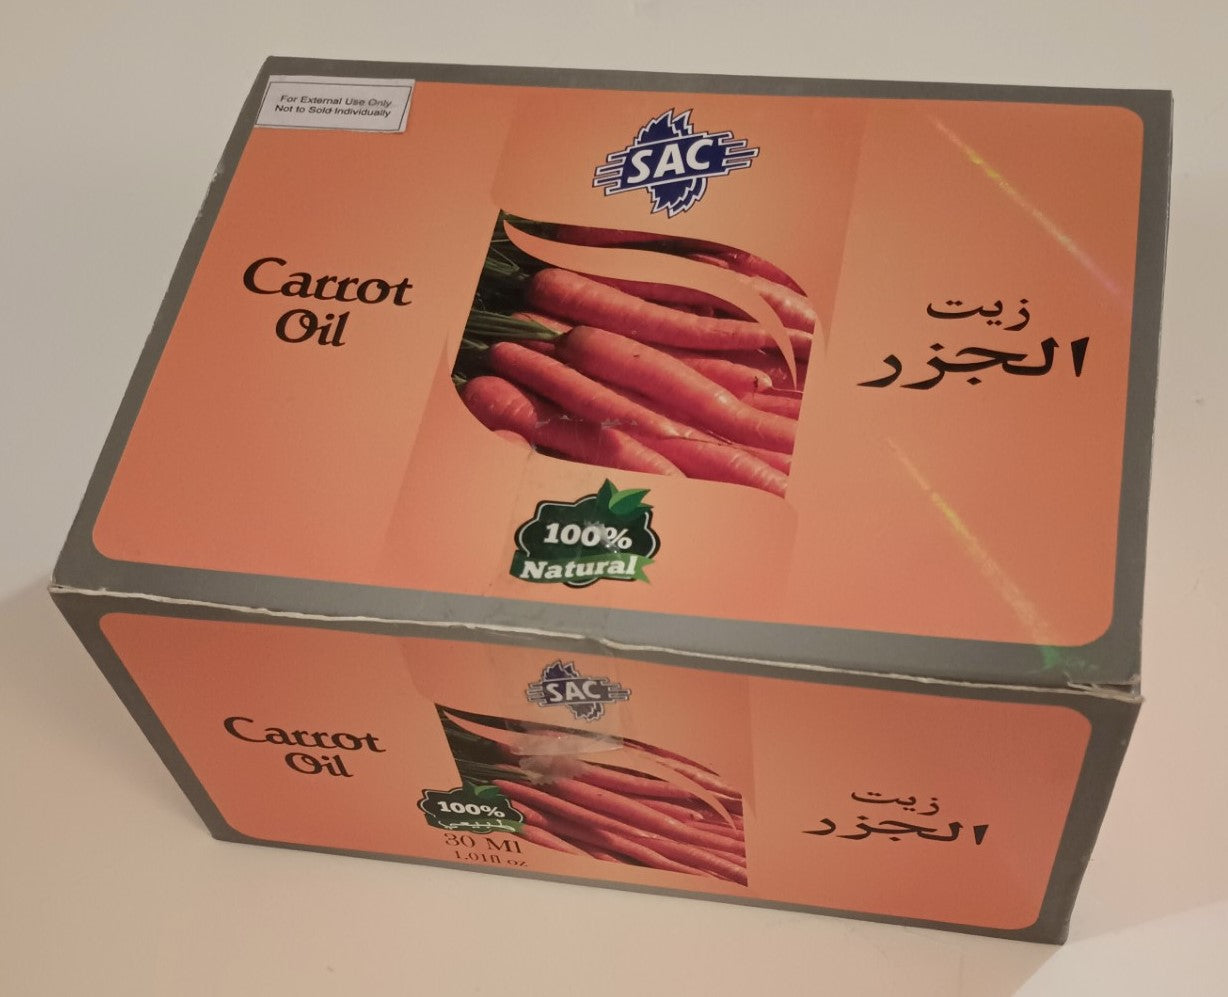 For External Use Only
Not to Sold Individually
SAC
Carrot
Oil
زيت
الجزر
100%
Natural
SAC
Carrot
Oil
زيت
الجزر
100%
طبيعي
30 Ml
1.01fl oz